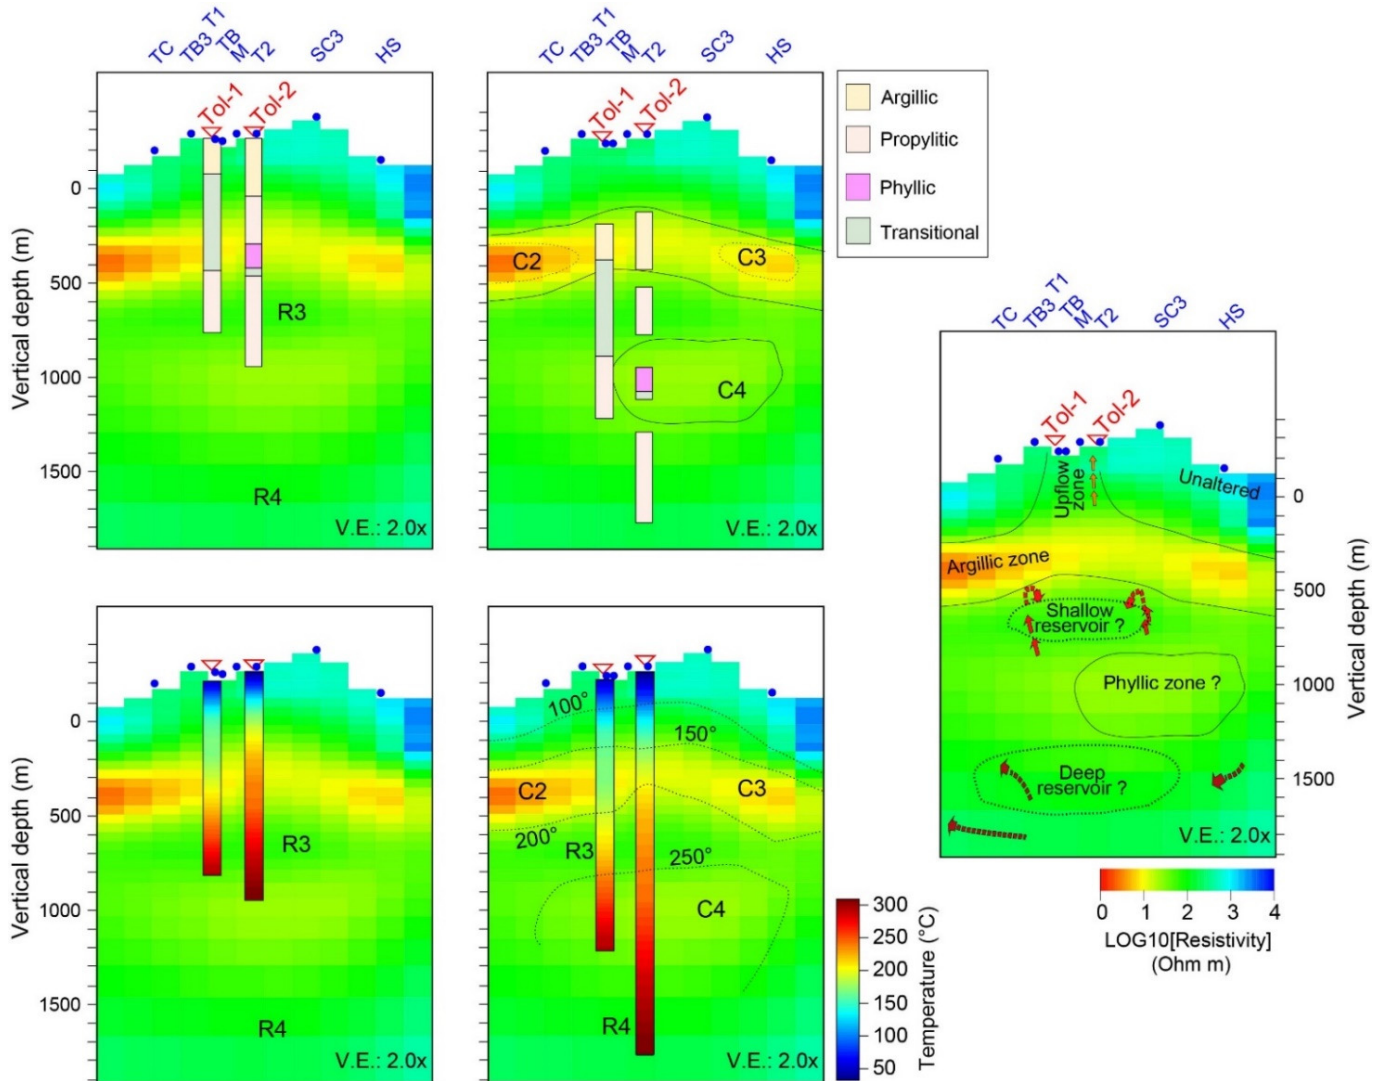 TC TB3 T1 TB M T2 SC3 HS
Tol-1 Tol-2
Vertical depth (m)
0
500
1000
1500
R3
R4
V.E.: 2.0x
TC TB3 T1 TB M T2 SC3 HS
Tol-1 Tol-2
C2
C3
C4
V.E.: 2.0x
Argillic
Propylitic
Phyllic
Transitional
Vertical depth (m)
0
500
1000
1500
R3
R4
V.E.: 2.0x
100°
150°
C2
C3
200°
R3
250°
C4
R4
V.E.: 2.0x
300
250
200
150
100
50
Temperature (°C)
TC TB3 T1 TB M T2 SC3 HS
Tol-1 Tol-2
Upflow
zone
Unaltered
Argillic zone
Shallow
reservoir ?
Phyllic zone ?
Deep
reservoir ?
V.E.: 2.0x
0
500
1000
1500
Vertical depth (m)
0 1 2 3 4
LOG10[Resistivity]
(Ohm m)